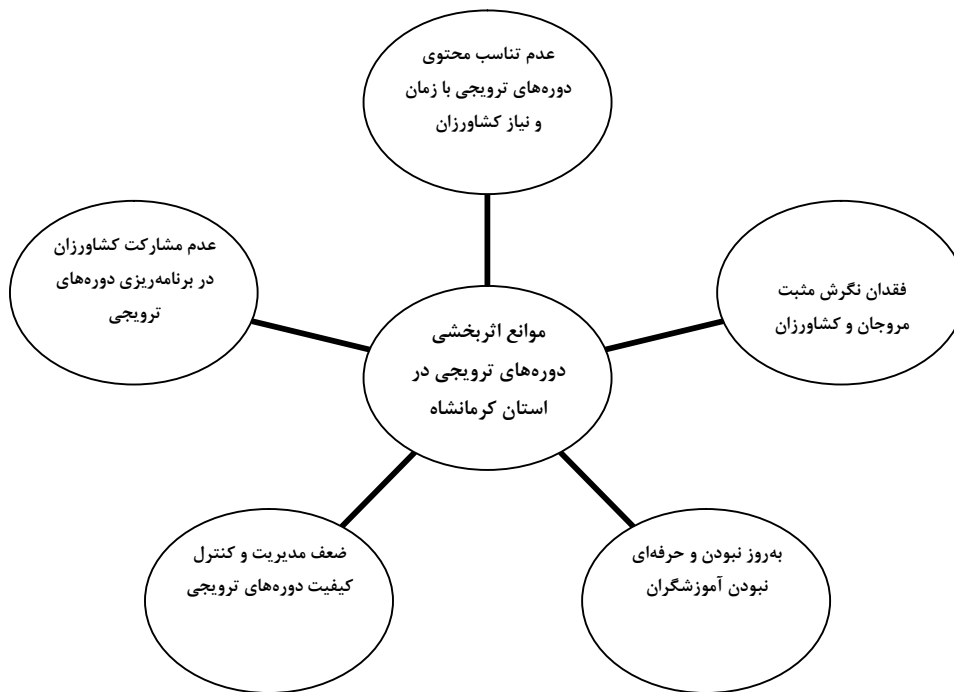 عدم تناسب محتوی
دوره‌های ترویجی با زمان
و نیاز کشاورزان
فقدان نگرش مثبت
مروجان و کشاورزان
به‌روز نبودن و حرفه‌ای
نبودن آموزشگران
ضعف مدیریت و کنترل
کیفیت دوره‌های ترویجی
عدم مشارکت کشاورزان
در برنامه‌ریزی دوره‌های
ترویجی
موانع اثربخشی
دوره‌های ترویجی در
استان کرمانشاه